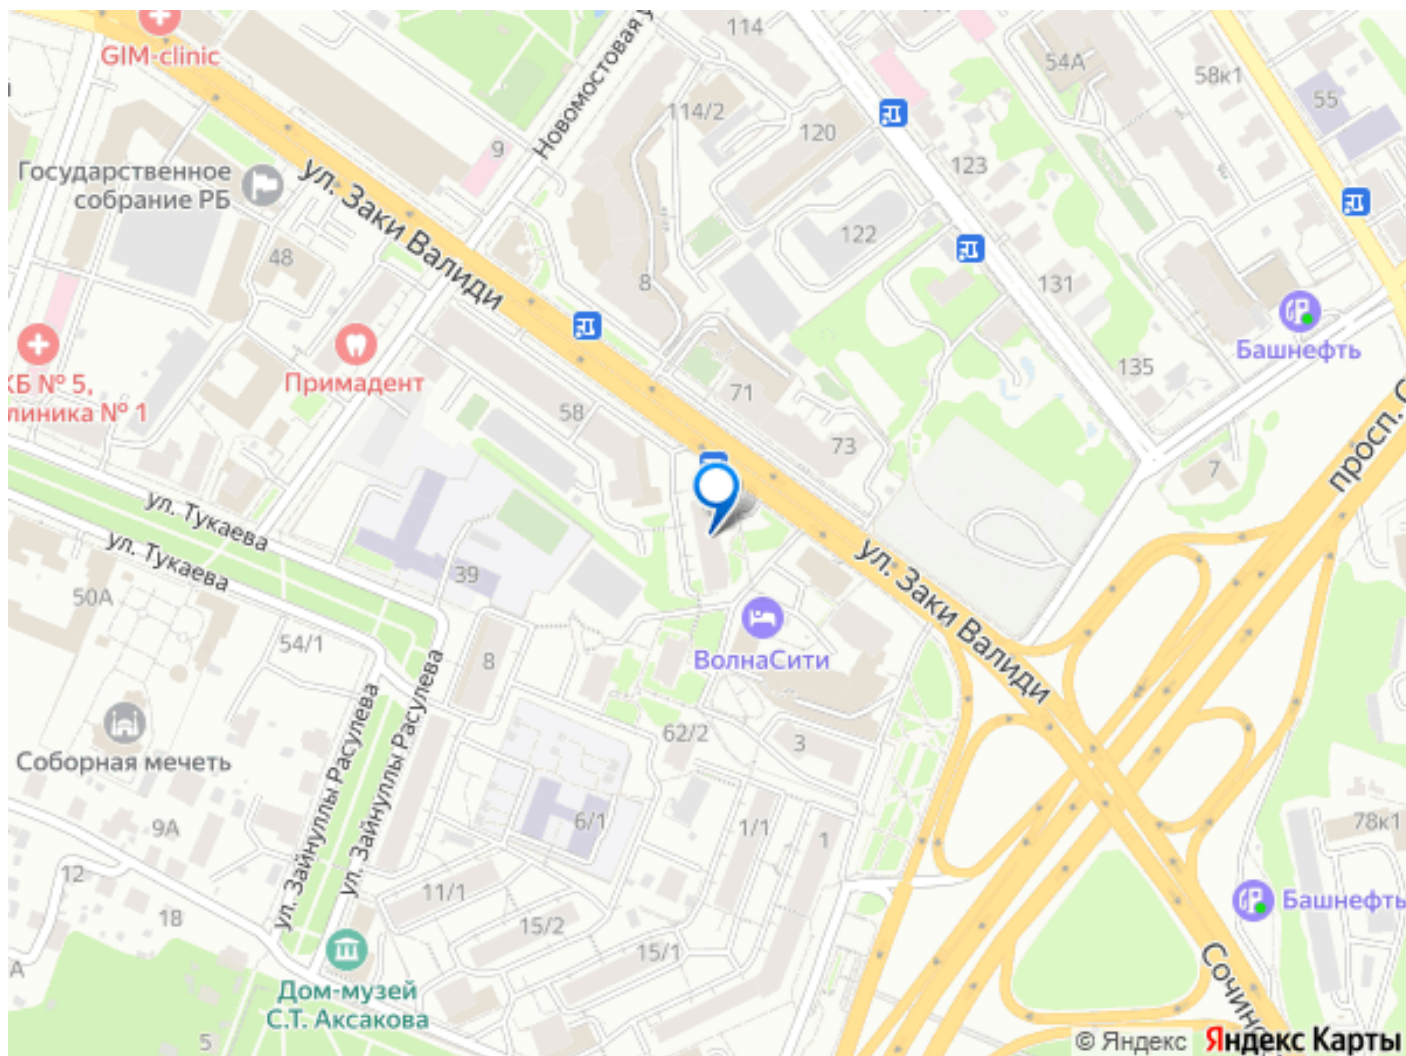 GIM-clinic
114
Новомостовая у
54А
58к1
55
114/2
120
9
123
Государственное
собрание РБ
ул. Заки Валиди
122
48
8
131
Башнефть
КБ № 5,
линика № 1
Примадент
135
71
58
73
7
просп. С
ул. Тукаева
ул. Тукаева
39
ул. Заки Валиди
50А
54/1
8
ВолнаСити
62/2
3
Соборная мечеть
ул. Зайнуллы Расулева
ул. Зайнуллы Расулева
9А
6/1
1/1
1
78к1
12
11/1
18
15/2
15/1
Башнефть
А
Дом-музей
С.Т. Аксакова
Сочинс
5
© Яндекс Яндекс Карты